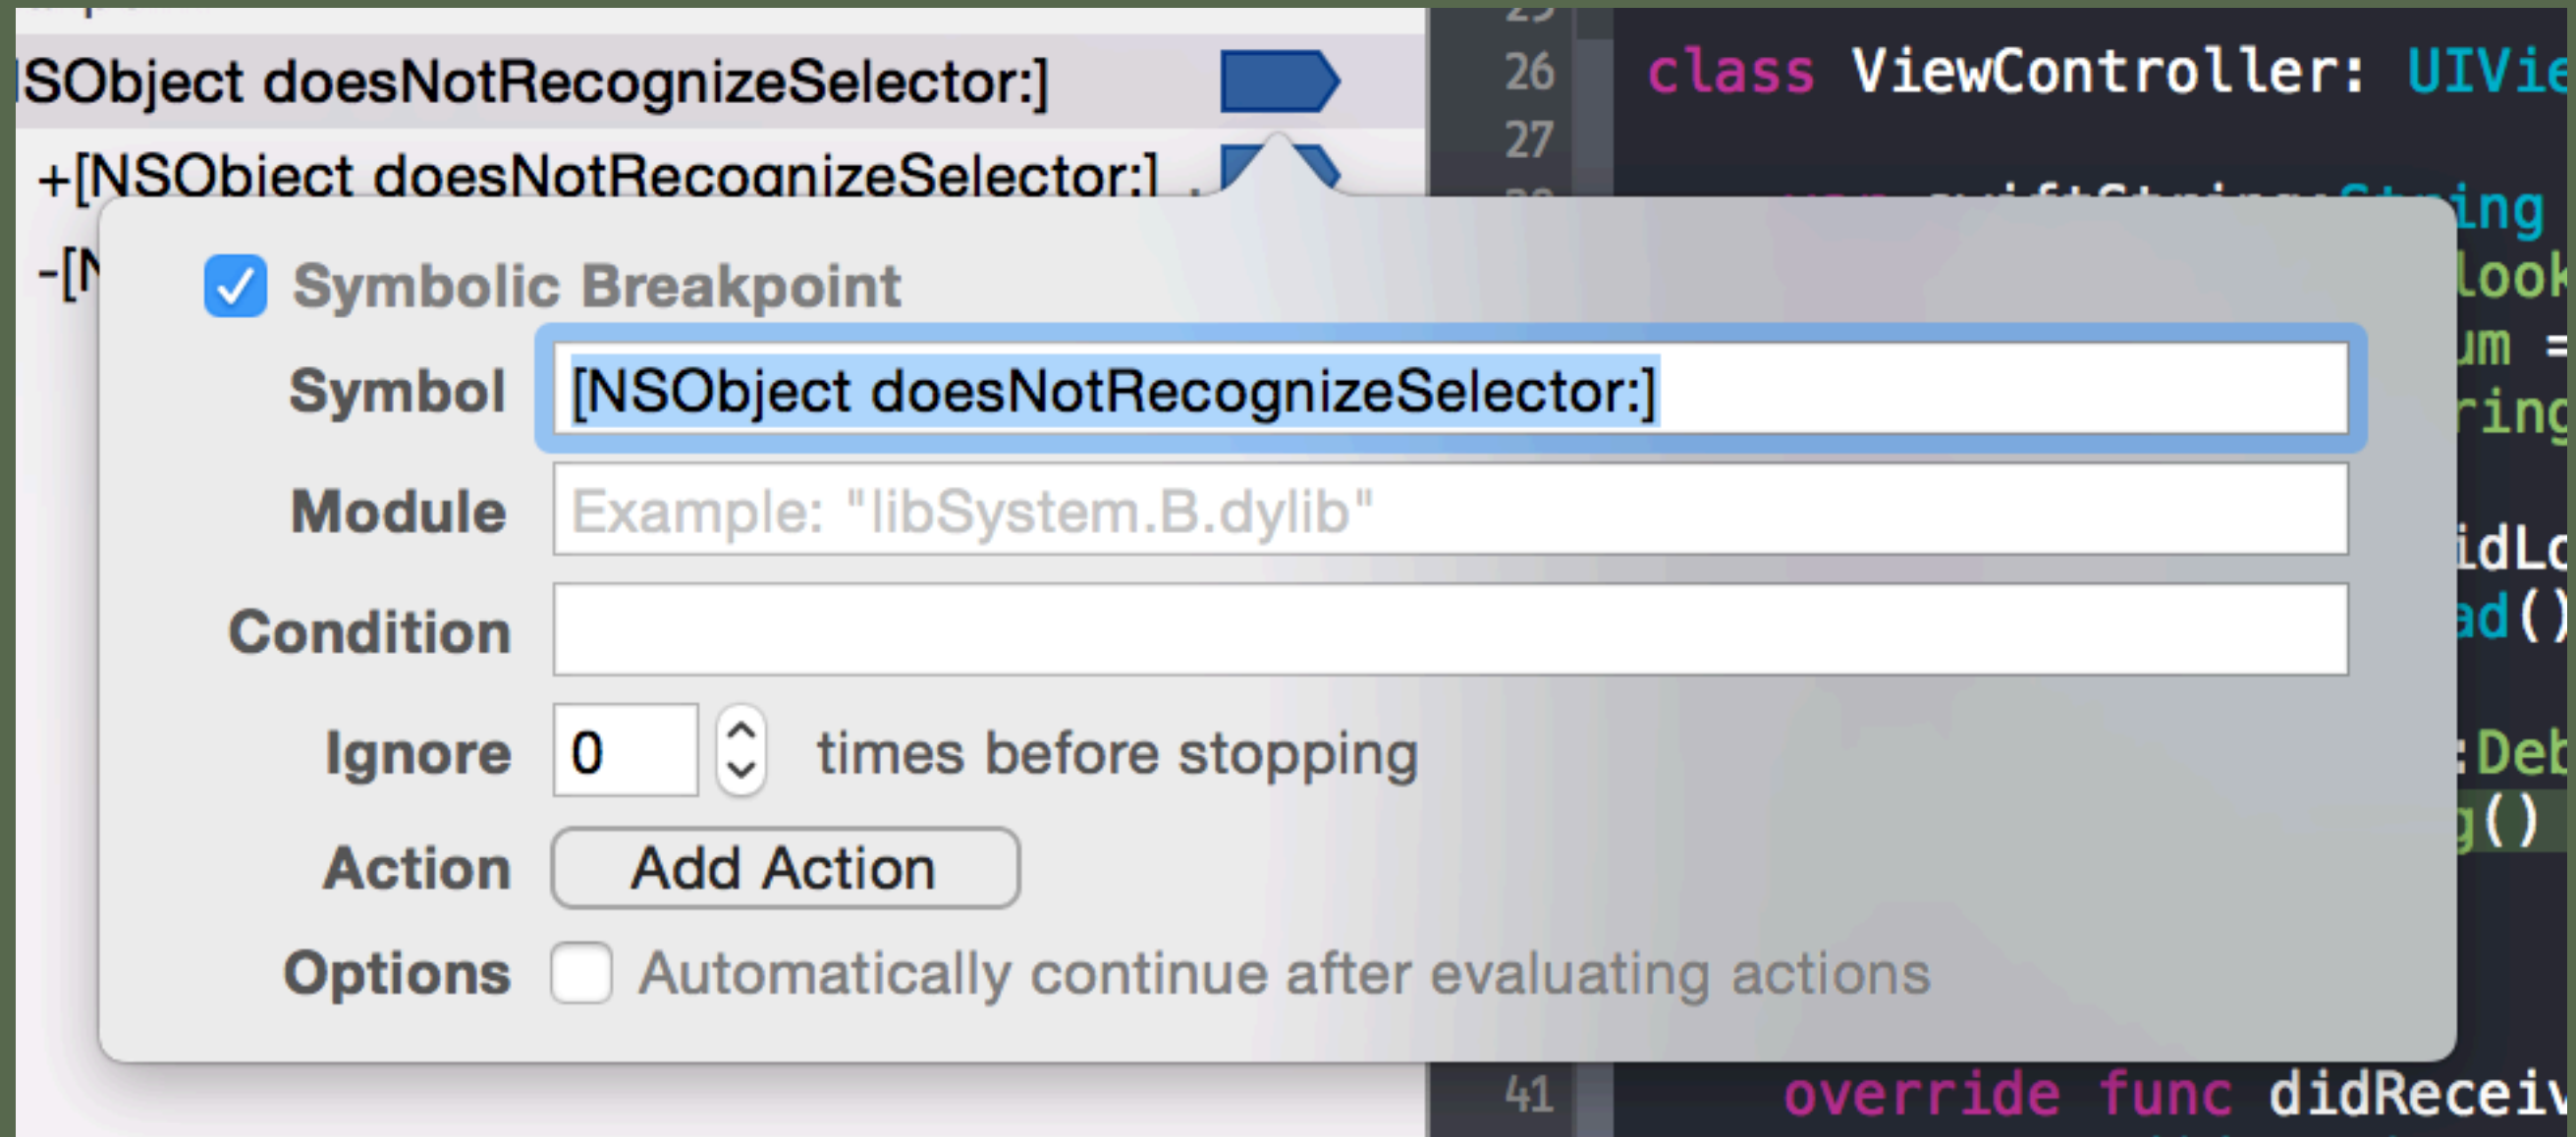 SObject doesNotRecognizeSelector:]
+[NSObject doesNotRecognizeSelector:]
-[N
Symbolic Breakpoint
Symbol [NSObject doesNotRecognizeSelector:]
Module Example: "libSystem.B.dylib"
Condition
Ignore 0 times before stopping
Action Add Action
Options Automatically continue after evaluating actions
26 class ViewController: UIVie
27
ing
look
um =
ring
idLo
ad()
:Deb
g()
41 override func didReceiv